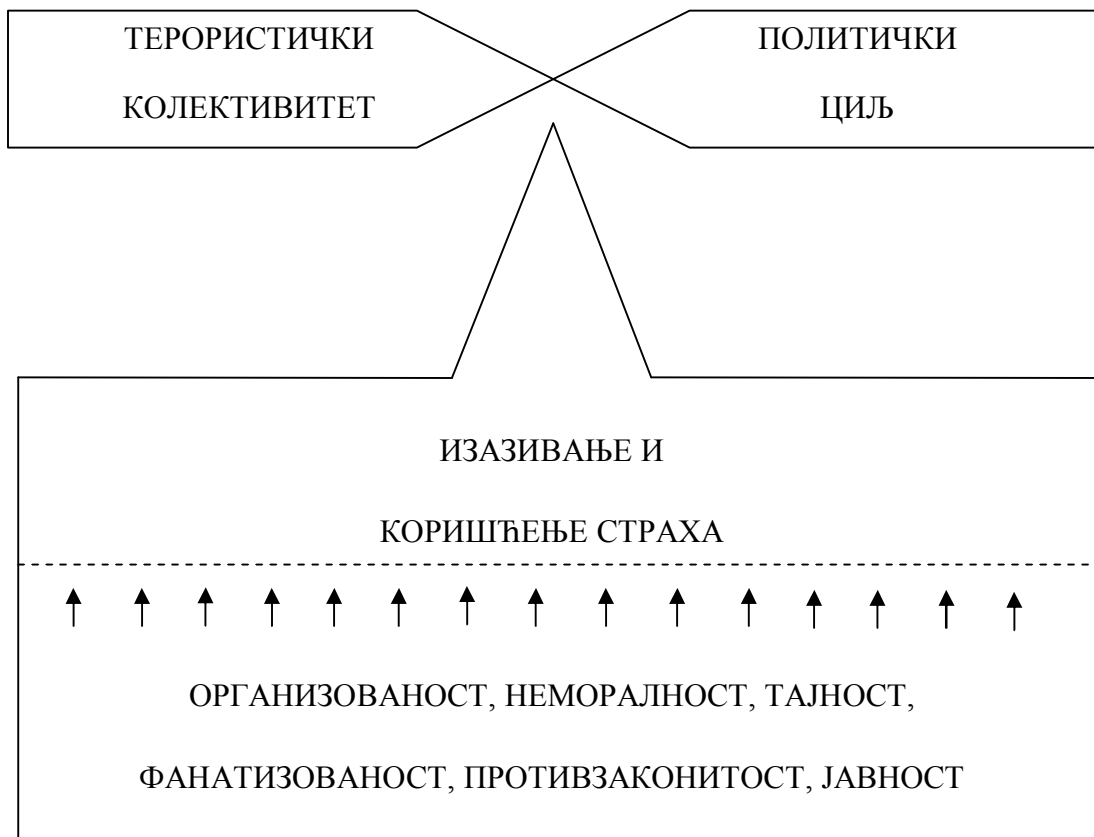 ТЕРОРИСТИЧКИ
КОЛЕКТИВИТЕТ
ПОЛИТИЧКИ
ЦИЉ
ИЗАЗИВАЊЕ И
КОРИШЋЕЊЕ СТРАХА
ОРГАНИЗОВАНОСТ, НЕМОРАЛНОСТ, ТАЈНОСТ,
ФАНАТИЗОВАНОСТ, ПРОТИВЗАКОНИТОСТ, ЈАВНОСТ